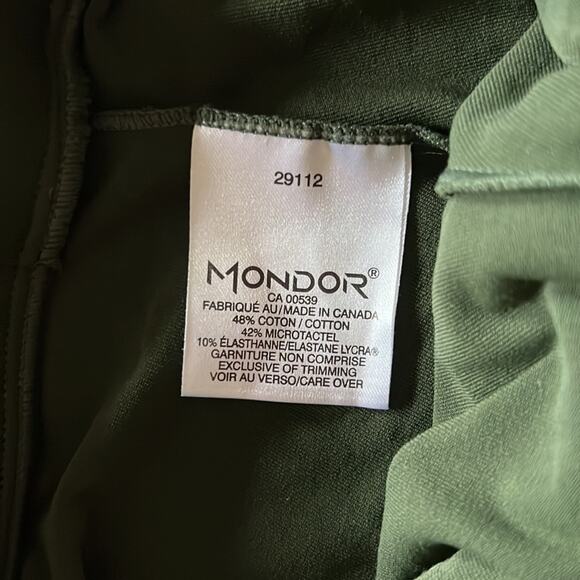 29112
MONDOR®
CA 00539
FABRIQUÉ AU/MADE IN CANADA
48% COTON / COTTON
42% MICROTACTEL
10% ÉLASTHANNE/ELASTANE LYCRA®
GARNITURE NON COMPRISE
EXCLUSIVE OF TRIMMING
VOIR AU VERSO/CARE OVER